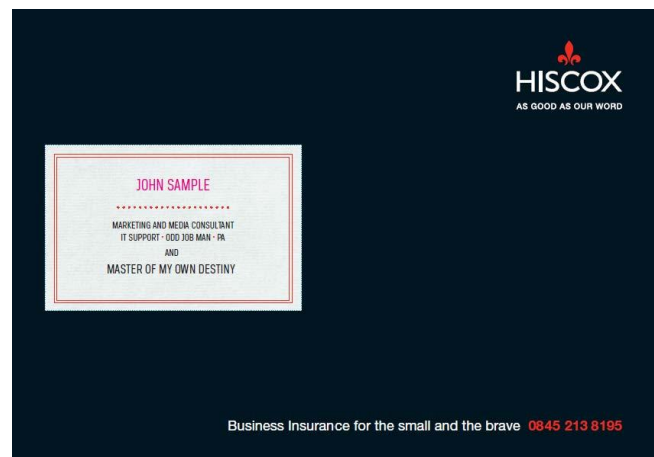 HISCOX
AS GOOD AS OUR WORD
JOHN SAMPLE
MARKETING AND MEDIA CONSULTANT
IT SUPPORT · ODD JOB MAN · PA
AND
MASTER OF MY OWN DESTINY
Business Insurance for the small and the brave 0845 213 8195